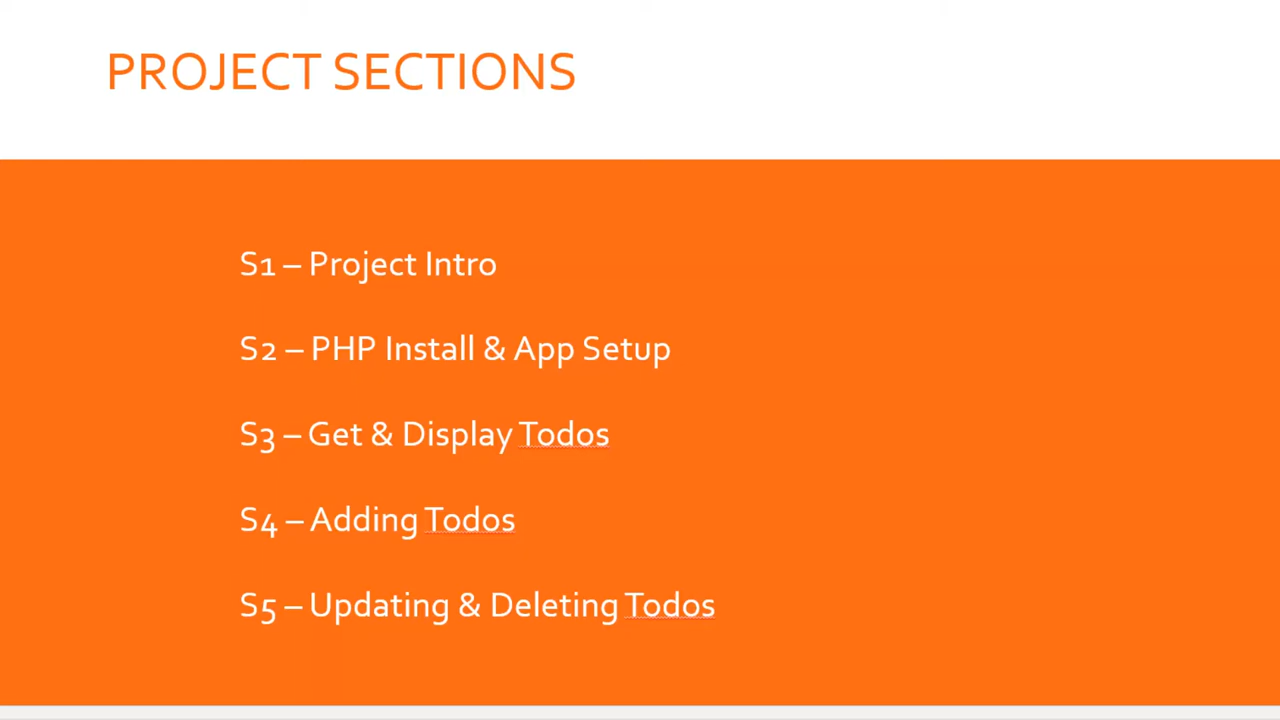 PROJECT SECTIONS
S1 – Project Intro
S2 – PHP Install & App Setup
S3 – Get & Display Todos
S4 – Adding Todos
S5 – Updating & Deleting Todos